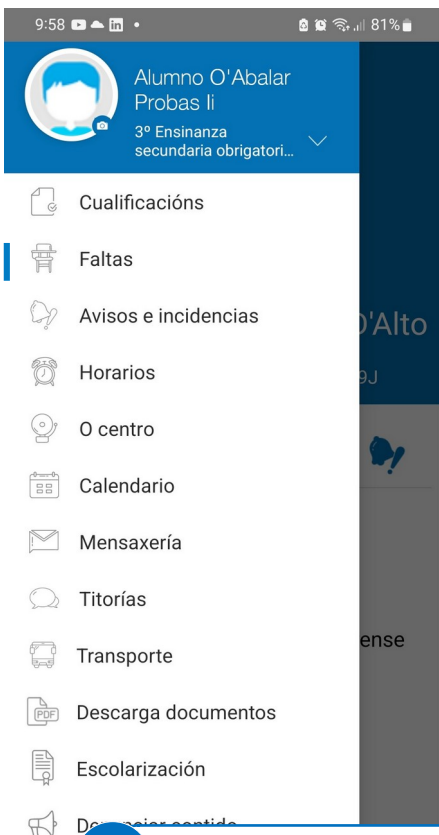 9:58
81%
Alumno O'Abalar
Probas Ii
3º Ensinanza
secundaria obrigatori...
Cualificacións
Faltas
Avisos e incidencias
D'Alto
Horarios
9J
O centro
Calendario
Mensaxería
Titorías
ense
Transporte
PDF
Descarga documentos
Escolarización